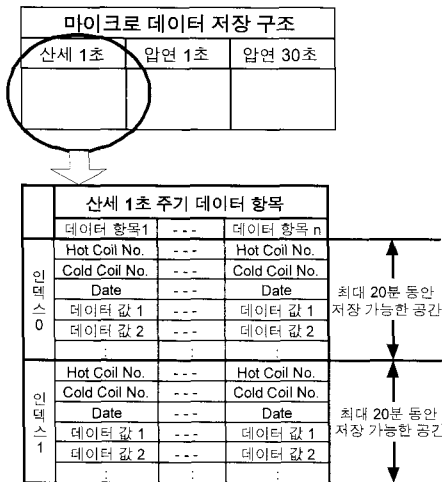 마이크로 데이터 저장 구조
산세 1초 압연 1초 압연 30초
산세 1초 주기 데이터 항목
데이터 항목1 - - - 데이터 항목 n
인덱스 0
Hot Coil No. Hot Coil No.
Cold Coil No. - - - Cold Coil No.
Date - - - Date
데이터 값 1 - - - 데이터 값 1
데이터 값 2 - - - 데이터 값 2
: : :
최대 20분 동안
저장 가능한 공간
인덱스 1
Hot Coil No. - - - Hot Coil No.
Cold Coil No. - - - Cold Coil No.
Date - - - Date
데이터 값 1 - - - 데이터 값 1
데이터 값 2 - - - 데이터 값 2
: : :
최대 20분 동안
저장 가능한 공간